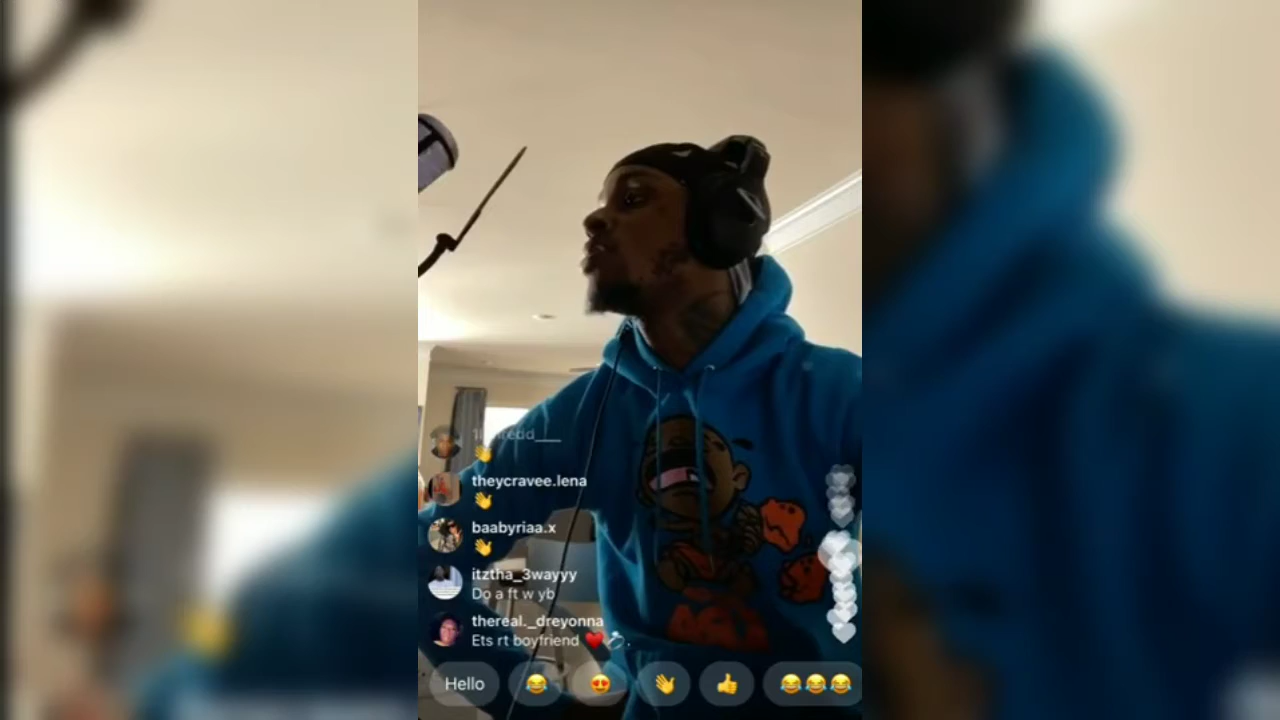 theycravee.lena
👋
baabyriaa.x
👋
itztha_3wayyy
Do a ft w yb
thereal._dreyonna
Ets rt boyfriend ❤️💍.
Hello
😂
😍
👋
👍
😂😂😂